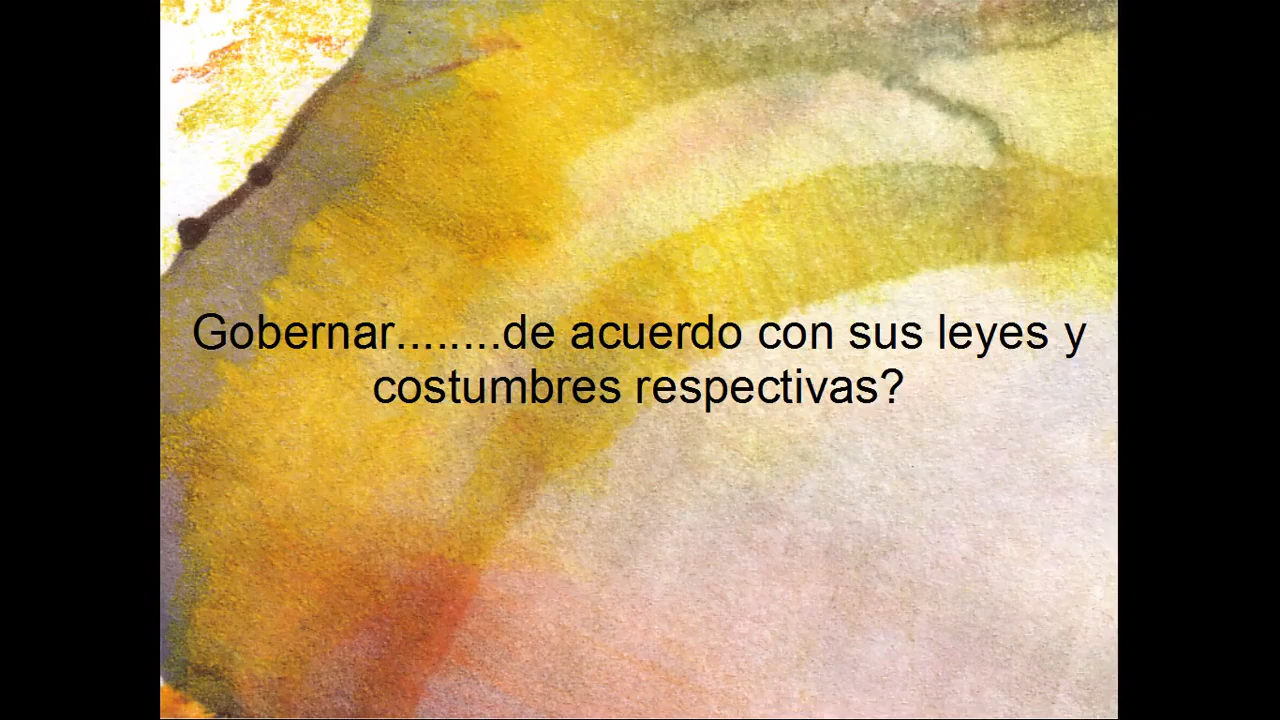 Gobernar........de acuerdo con sus leyes y
costumbres respectivas?